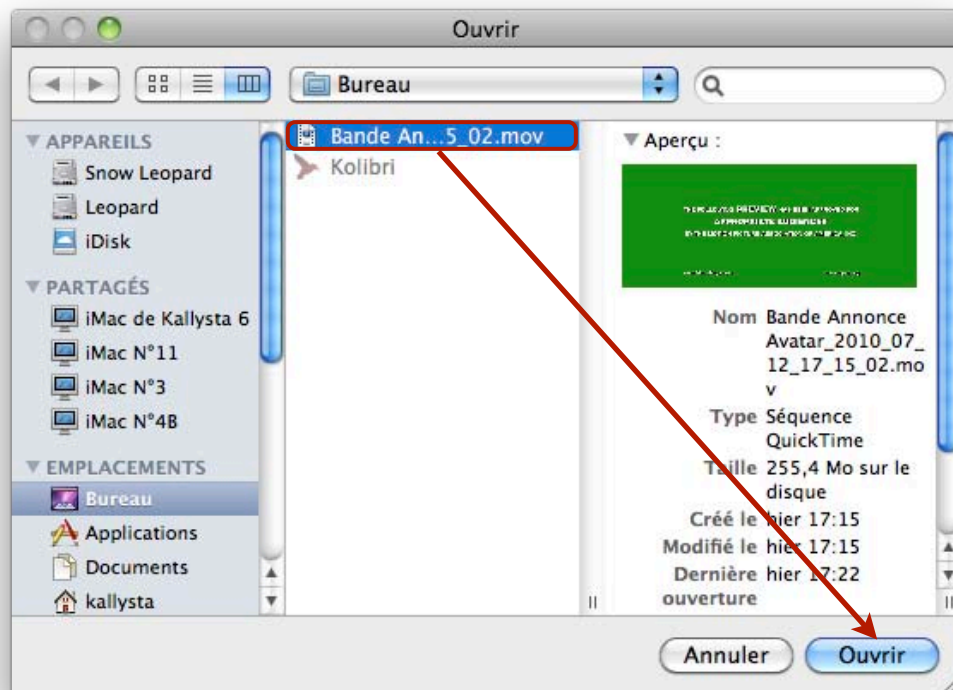 Ouvrir
Bureau
APPAREILS
Snow Leopard
Leopard
iDisk
PARTAGÉS
iMac de Kallysta 6
iMac N°11
iMac N°3
iMac N°4B
EMPLACEMENTS
Bureau
Applications
Documents
kallysta
Bande An...5_02.mov
Kolibri
Aperçu :
PREVIEW
Nom Bande Annonce
Avatar_2010_07_
12_17_15_02.mo
v
Type Séquence
QuickTime
Taille 255,4 Mo sur le
disque
Créé le hier 17:15
Modifié le hier 17:15
Dernière hier 17:22
ouverture
Annuler
Ouvrir